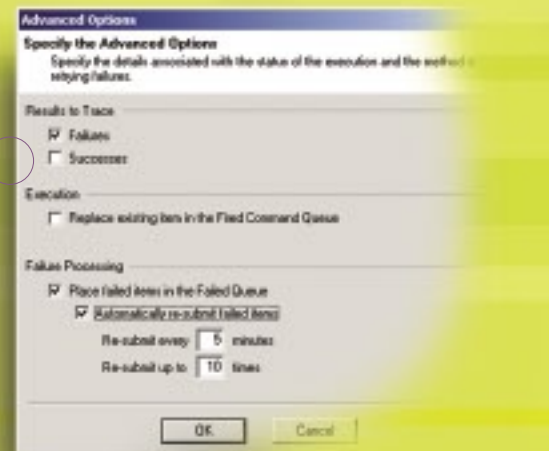 Advanced Options
Specify the Advanced Options
Specify the details associated with the status of the execution and the method
retrying failures.
Results to Trace
Failures
Successes
Execution
Replace existing item in the Fired Command Queue
Failure Processing
Place failed items in the Failed Queue
Automatically re-submit failed items
Re-submit every 5 minutes
Re-submit up to 10 times
OK
Cancel